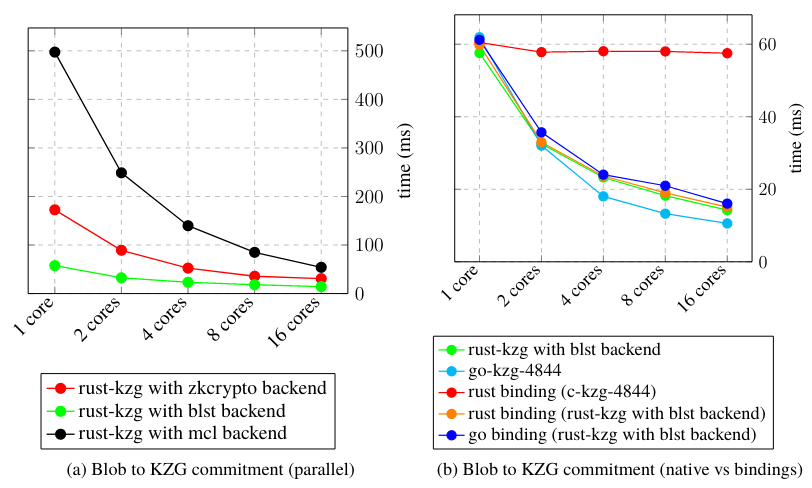 500
400
300
200
100
0
time (ms)
1 core
2 cores
4 cores
8 cores
16 cores
rust-kzg with zkcrypto backend
rust-kzg with blst backend
rust-kzg with mcl backend
(a) Blob to KZG commitment (parallel)
60
40
20
0
time (ms)
1 core
2 cores
4 cores
8 cores
16 cores
rust-kzg with blst backend
go-kzg-4844
rust binding (c-kzg-4844)
rust binding (rust-kzg with blst backend)
go binding (rust-kzg with blst backend)
(b) Blob to KZG commitment (native vs bindings)